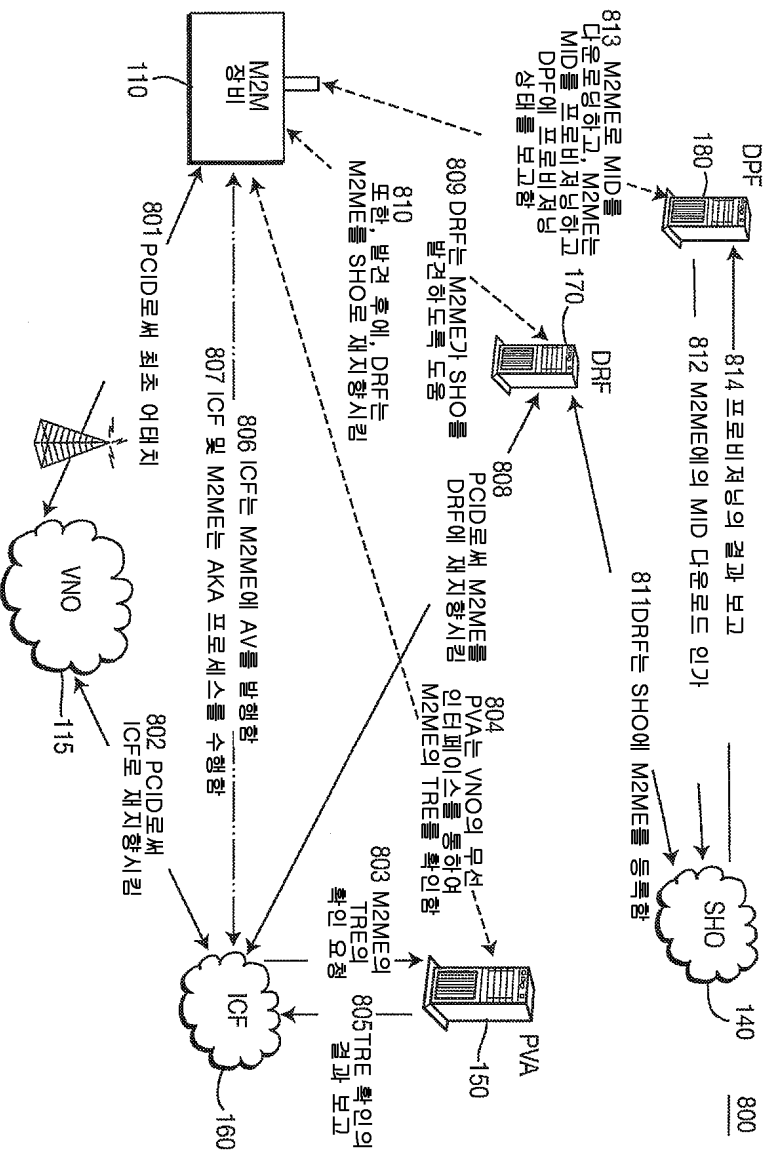 800
DPF
180
SHO
140
814 프로비져닝의 결과 보고
812 M2ME에의 MID 다운로드 인가
813 M2ME로 MID를
다운로딩하고, M2ME는
MID를 프로비져닝하고
DPF에 프로비져닝
상태를 보고함
811DRF는 SHO에 M2ME를 등록함
DRF
170
809 DRF는 M2ME가 SHO를
발견하도록 도움
810
또한, 발견 후에, DRF는
M2ME를 SHO로 재지향시킴
808
PCID로써 M2ME를
DRF에 재지향시킴
PVA
150
804
PVA는 VNO의 무선
인터페이스를 통하여
M2ME의 TRE를 확인함
803 M2ME의
TRE의
확인 요청
805TRE 확인의
결과 보고
M2M
장비
110
806 ICF는 M2ME에 AV를 발행함
807 ICF 및 M2ME는 AKA 프로세스를 수행함
ICF
160
801 PCID로써 최초 어태치
VNO
115
802 PCID로써
ICF로 재지향시킴